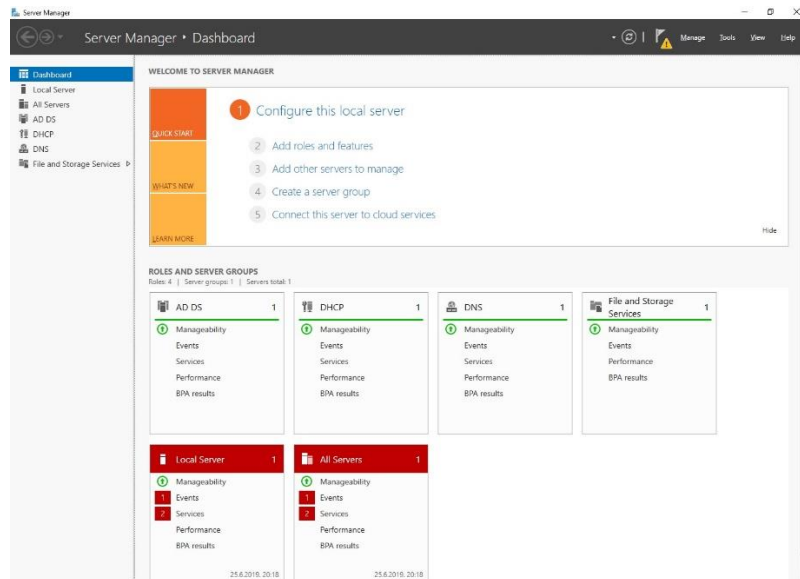 Server Manager
Server Manager • Dashboard
Manage Tools View Help
Dashboard
Local Server
All Servers
AD DS
DHCP
DNS
File and Storage Services
WELCOME TO SERVER MANAGER
QUICK START
WHAT'S NEW
LEARN MORE
1 Configure this local server
2 Add roles and features
3 Add other servers to manage
4 Create a server group
5 Connect this server to cloud services
Hide
ROLES AND SERVER GROUPS
Roles: 4 | Server groups: 1 | Servers total: 1
AD DS 1
Manageability
Events
Services
Performance
BPA results
DHCP 1
Manageability
Events
Services
Performance
BPA results
DNS 1
Manageability
Events
Services
Performance
BPA results
File and Storage
Services 1
Manageability
Events
Performance
BPA results
Local Server 1
Manageability
1 Events
2 Services
Performance
BPA results
25.6.2019. 20:18
All Servers 1
Manageability
1 Events
2 Services
Performance
BPA results
25.6.2019. 20:18